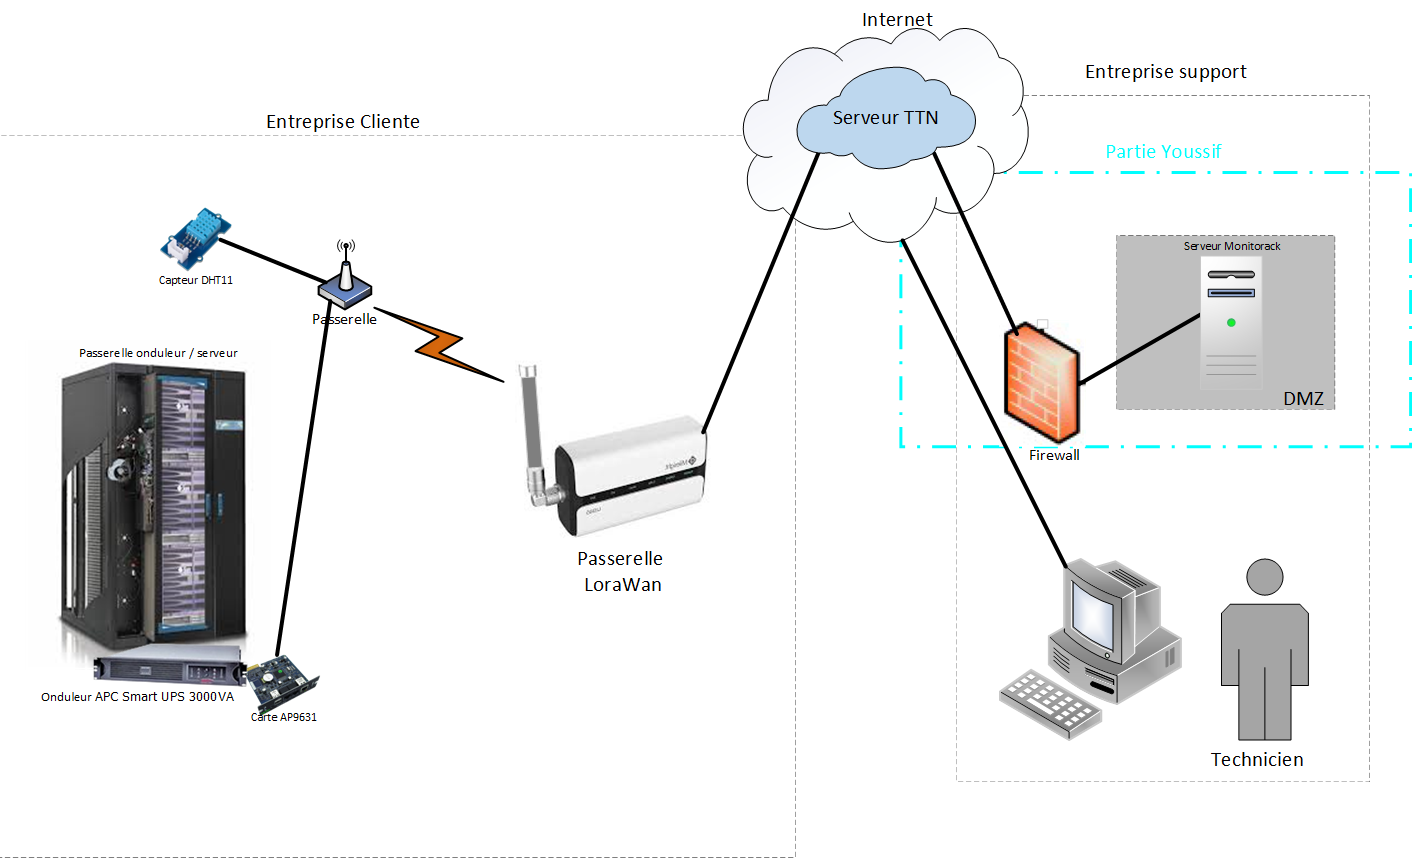 Internet
Entreprise support
Serveur TTN
Entreprise Cliente
Partie Youssif
Serveur Monitorack
Capteur DHT11
Passerelle
Passerelle onduleur / serveur
DMZ
Firewall
Passerelle
LoraWan
Onduleur APC Smart UPS 3000VA
Carte AP9631
Technicien